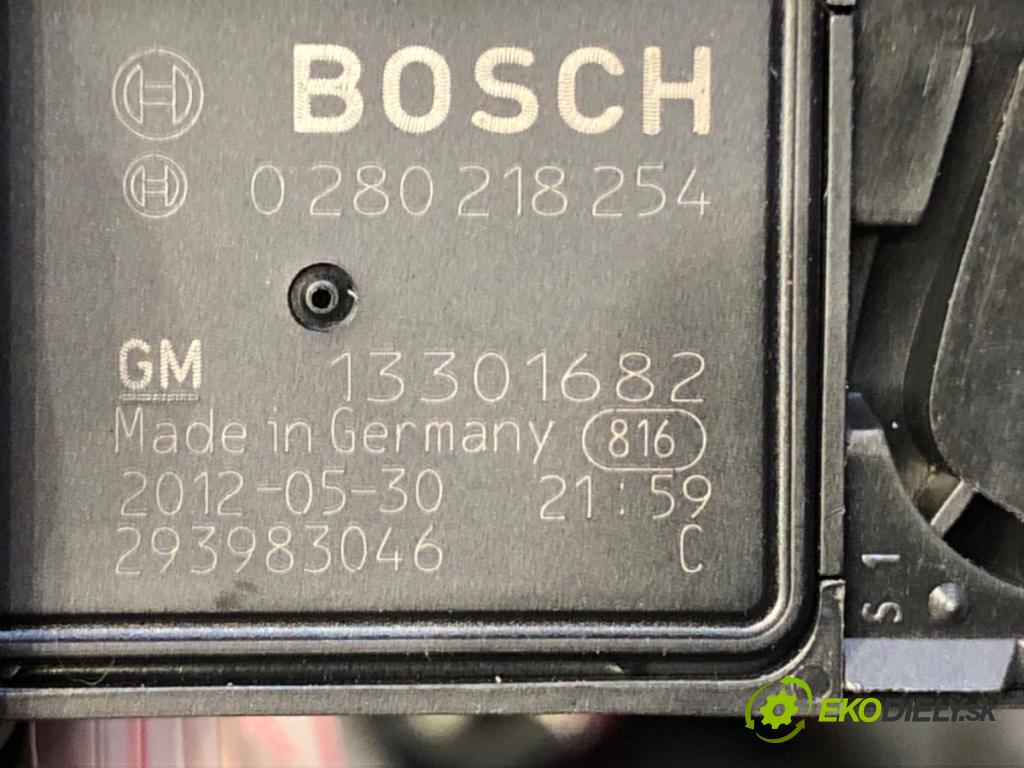 BOSCH
0 280 218 254
GM 13301682
Made in Germany 816
2012-05-30 21:59
293983046 C
S 1
EKODIELY.SK